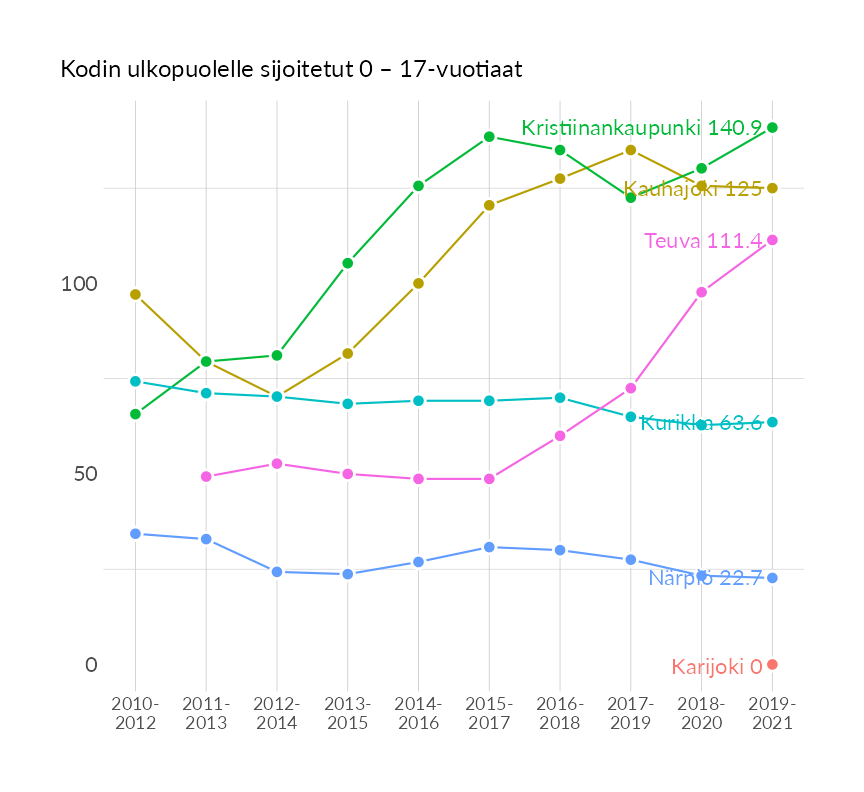 Kodin ulkopuolelle sijoitetut 0 – 17-vuotiaat
Kristiinankaupunki 140.9
Kauhajoki 125
Teuva 111.4
100
Kurikka 63.6
50
Närpiö 22.7
0
Karijoki 0
2010- 2011- 2012- 2013- 2014- 2015- 2016- 2017- 2018- 2019-
2012 2013 2014 2015 2016 2017 2018 2019 2020 2021